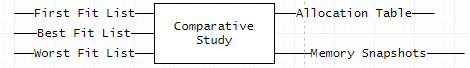 First Fit List
Best Fit List
Worst Fit List
Comparative
Study
Allocation Table
Memory Snapshots